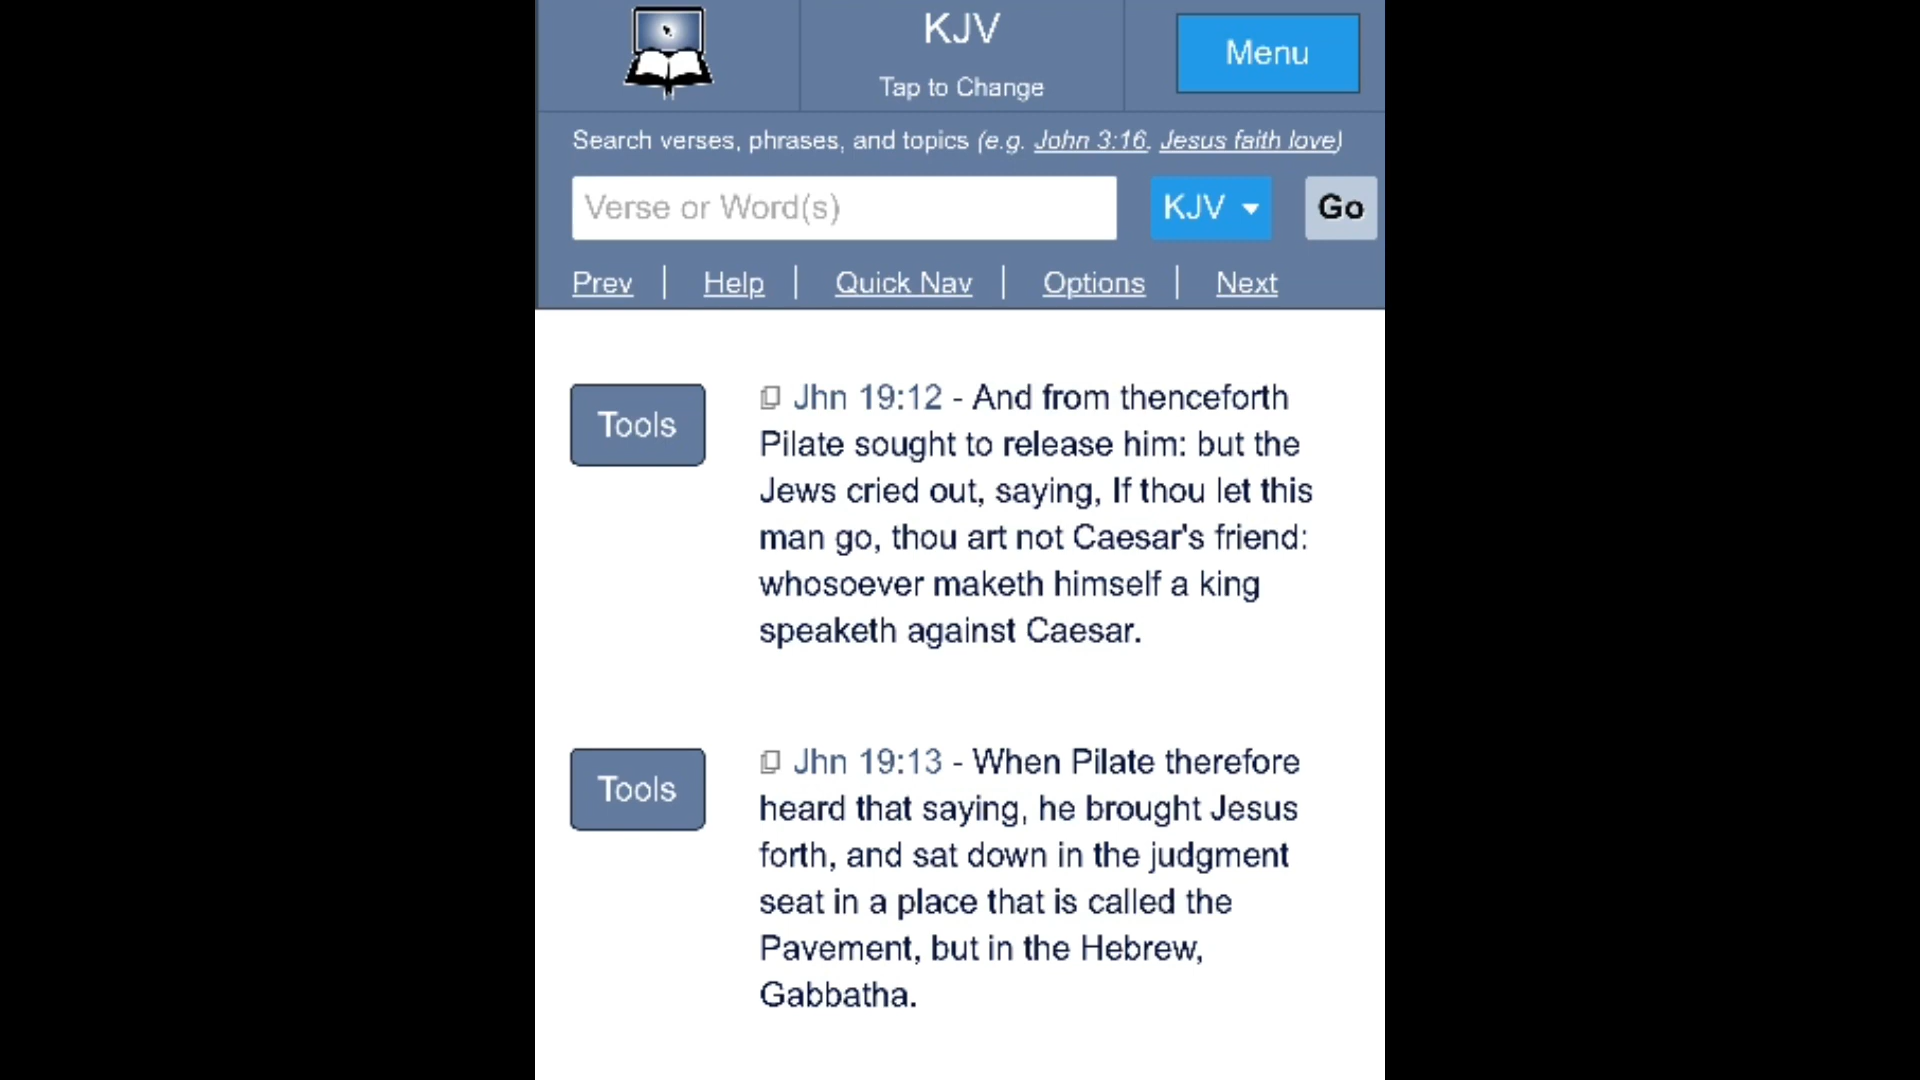 KJV
Tap to Change
Menu
Search verses, phrases, and topics (e.g. John 3:16, Jesus faith love)
Verse or Word(s)
KJV
Go
Prev | Help | Quick Nav | Options | Next
Tools
Jhn 19:12 - And from thenceforth
Pilate sought to release him: but the
Jews cried out, saying, If thou let this
man go, thou art not Caesar's friend:
whosoever maketh himself a king
speaketh against Caesar.
Tools
Jhn 19:13 - When Pilate therefore
heard that saying, he brought Jesus
forth, and sat down in the judgment
seat in a place that is called the
Pavement, but in the Hebrew,
Gabbatha.